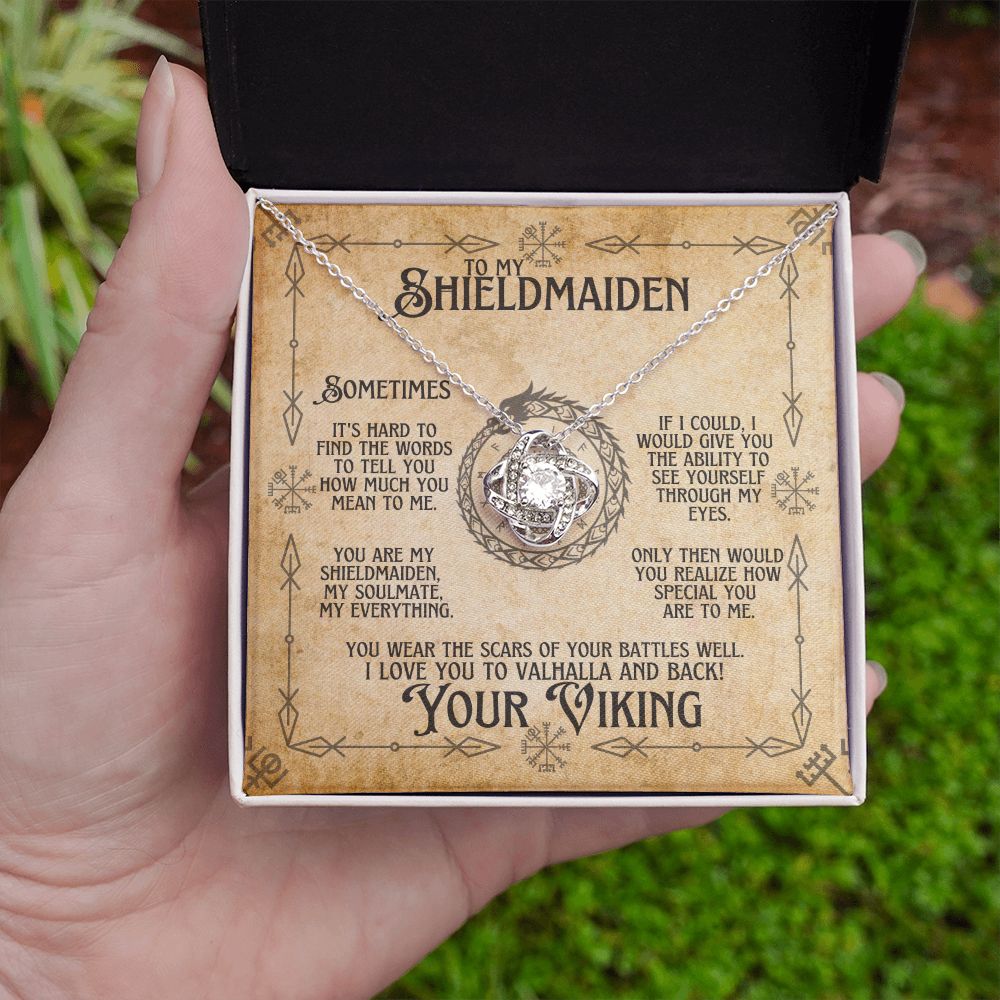 TO MY
SHIELDMAIDEN
SOMETIMES
IT'S HARD TO
FIND THE WORDS
TO TELL YOU
HOW MUCH YOU
MEAN TO ME.
YOU ARE MY
SHIELDMAIDEN,
MY SOULMATE,
MY EVERYTHING.
IF I COULD, I
WOULD GIVE YOU
THE ABILITY TO
SEE YOURSELF
THROUGH MY
EYES.
ONLY THEN WOULD
YOU REALIZE HOW
SPECIAL YOU
ARE TO ME.
YOU WEAR THE SCARS OF YOUR BATTLES WELL.
I LOVE YOU TO VALHALLA AND BACK!
YOUR VIKING